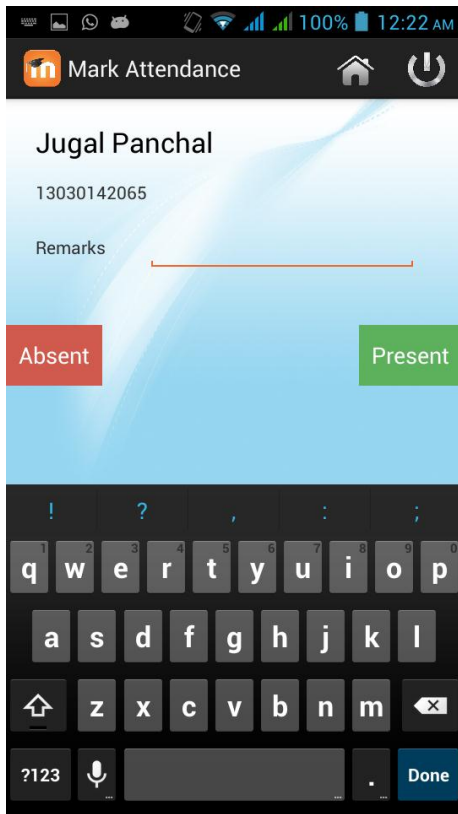 100% 12:22 AM
m Mark Attendance
Jugal Panchal
13030142065
Remarks
Absent Present
! ? , : ;
1 2 3 4 5 6 7 8 9 0
q w e r t y u i o p
a s d f g h j k l
z x c v b n m
?123 . Done